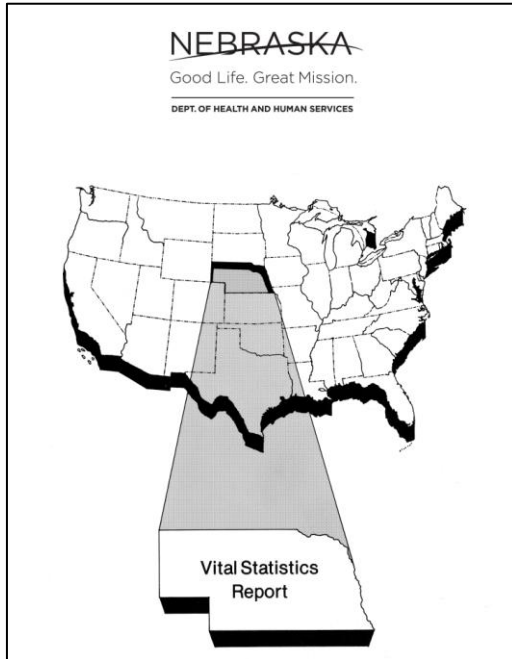 NEBRASKA
Good Life. Great Mission.
DEPT. OF HEALTH AND HUMAN SERVICES
Vital Statistics
Report